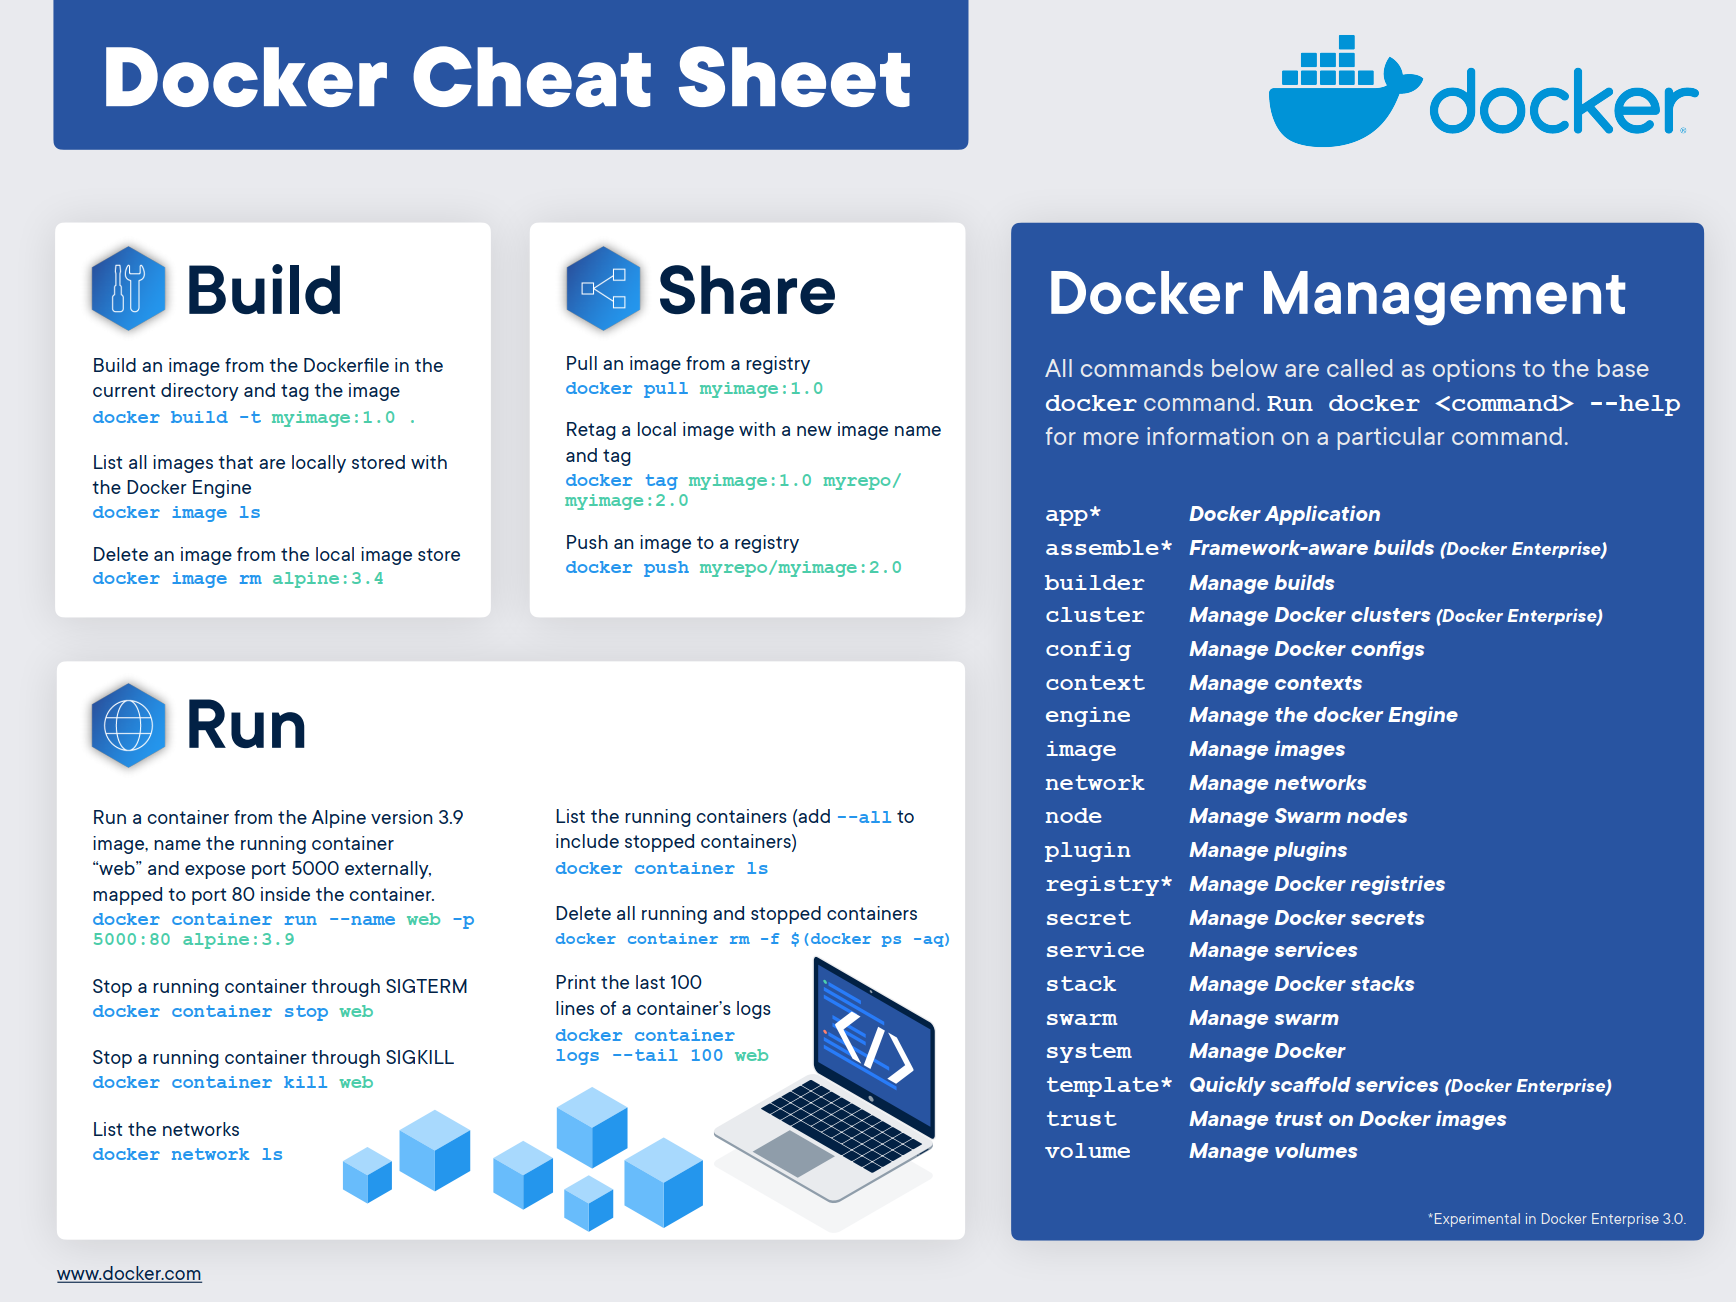 Docker Cheat Sheet
docker®
Build
Build an image from the Dockerfile in the
current directory and tag the image
docker build -t myimage:1.0 .
List all images that are locally stored with
the Docker Engine
docker image ls
Delete an image from the local image store
docker image rm alpine:3.4
Share
Pull an image from a registry
docker pull myimage:1.0
Retag a local image with a new image name
and tag
docker tag myimage:1.0 myrepo/
myimage:2.0
Push an image to a registry
docker push myrepo/myimage:2.0
Run
Run a container from the Alpine version 3.9
image, name the running container
“web” and expose port 5000 externally,
mapped to port 80 inside the container.
docker container run --name web -p
5000:80 alpine:3.9
Stop a running container through SIGTERM
docker container stop web
Stop a running container through SIGKILL
docker container kill web
List the networks
docker network ls
List the running containers (add --all to
include stopped containers)
docker container ls
Delete all running and stopped containers
docker container rm -f $(docker ps -aq)
Print the last 100
lines of a container’s logs
docker container
logs --tail 100 web
</>
Docker Management
All commands below are called as options to the base
docker command. Run docker <command> --help
for more information on a particular command.
app* Docker Application
assemble* Framework-aware builds (Docker Enterprise)
builder Manage builds
cluster Manage Docker clusters (Docker Enterprise)
config Manage Docker configs
context Manage contexts
engine Manage the docker Engine
image Manage images
network Manage networks
node Manage Swarm nodes
plugin Manage plugins
registry* Manage Docker registries
secret Manage Docker secrets
service Manage services
stack Manage Docker stacks
swarm Manage swarm
system Manage Docker
template* Quickly scaffold services (Docker Enterprise)
trust Manage trust on Docker images
volume Manage volumes
*Experimental in Docker Enterprise 3.0.
www.docker.com